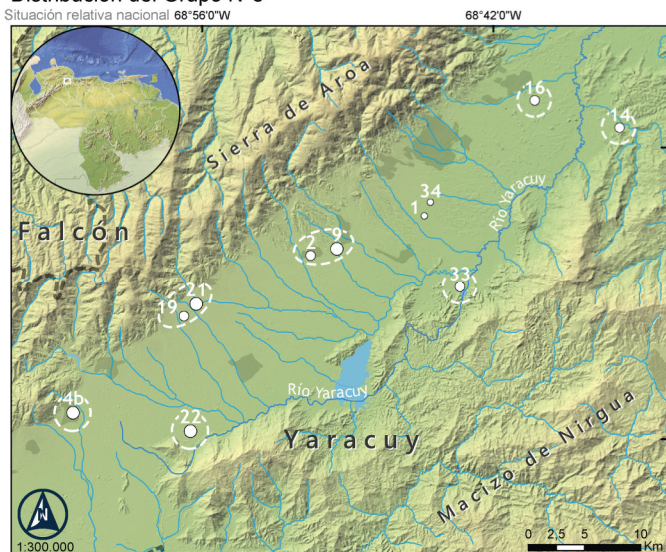 Distribución del Grupo N°
Situación relativa nacional
68°56'0"W
68°42'0"W
16
14
Sierra de Aroa
34
1
Río Yaracuy
Falcón
2
9
33
21
19
4b
Río Yaracuy
22
Yaracuy
Macizo de Nirgua
N
1:300.000
0 2,5 5 10
Km